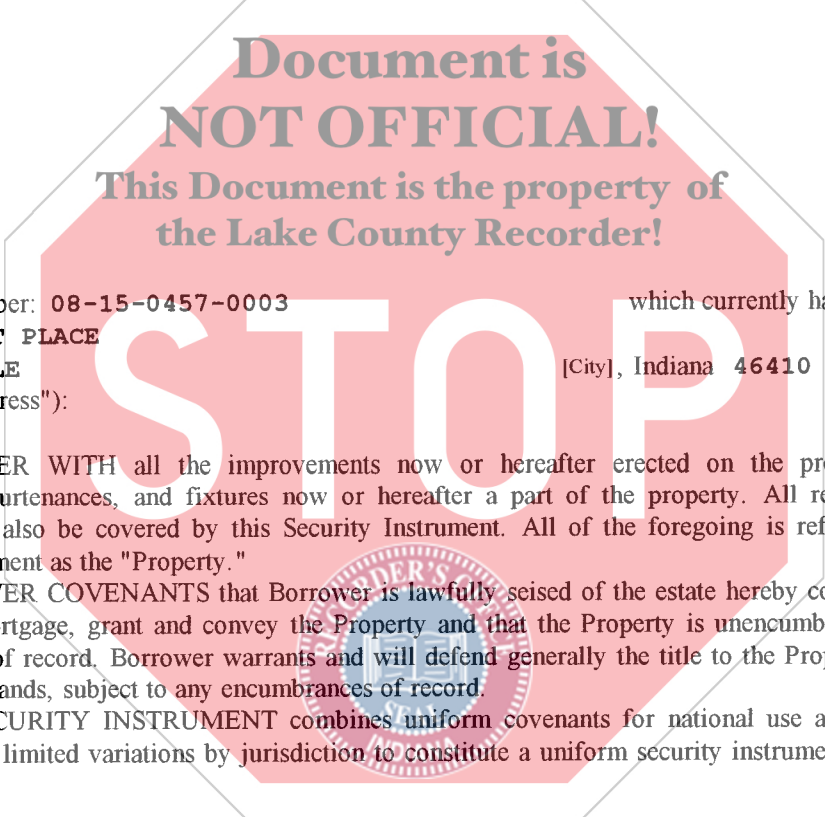 Document is
NOT OFFICIAL!
This Document is the property of
the Lake County Recorder!
ber: 08-15-0457-0003 which currently ha
PLACE
LE [City], Indiana 46410
ress"):
STOP
ER WITH all the improvements now or hereafter erected on the pro
urtenances, and fixtures now or hereafter a part of the property. All re
also be covered by this Security Instrument. All of the foregoing is ref
ment as the "Property."
ER COVENANTS that Borrower is lawfully seised of the estate hereby co
rtgage, grant and convey the Property and that the Property is unencumb
of record. Borrower warrants and will defend generally the title to the Prop
ands, subject to any encumbrances of record.
CURITY INSTRUMENT combines uniform covenants for national use a
limited variations by jurisdiction to constitute a uniform security instrume
RECORDER'S
SEAL